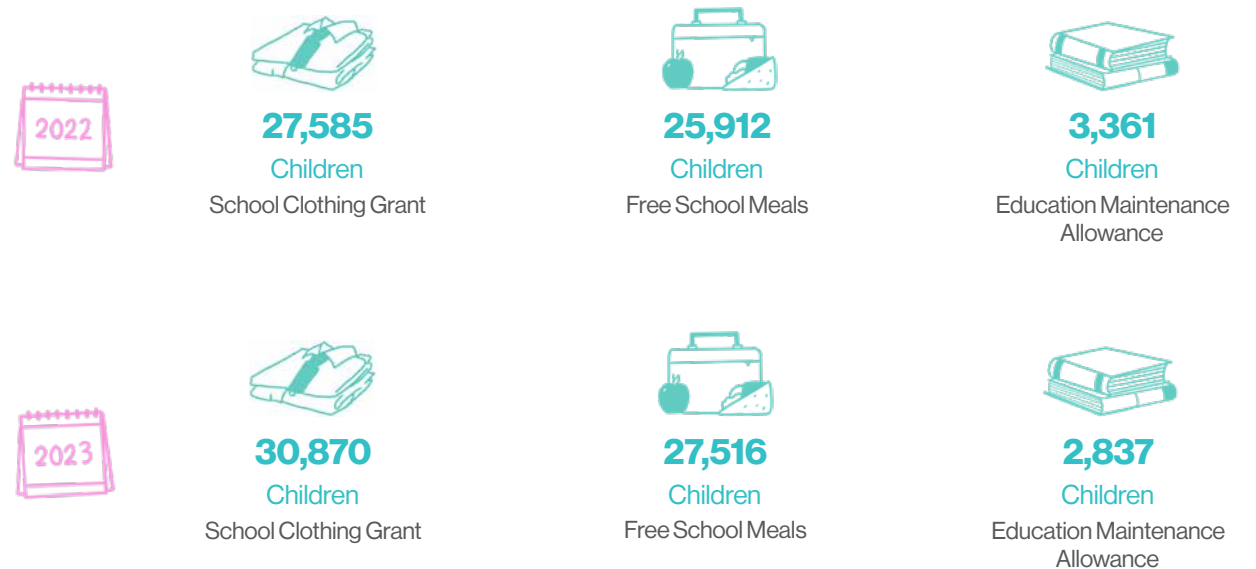 2022
27,585
Children
School Clothing Grant
25,912
Children
Free School Meals
3,361
Children
Education Maintenance
Allowance
2023
30,870
Children
School Clothing Grant
27,516
Children
Free School Meals
2,837
Children
Education Maintenance
Allowance